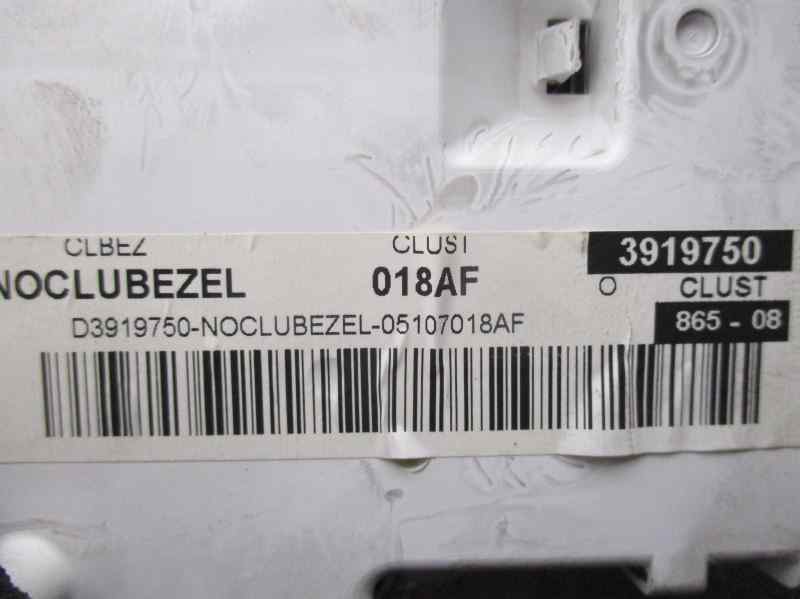 CLBEZ CLUST 3919750
NOCLUBEZEL 018AF O CLUST
D3919750-NOCLUBEZEL-05107018AF 865 - 08